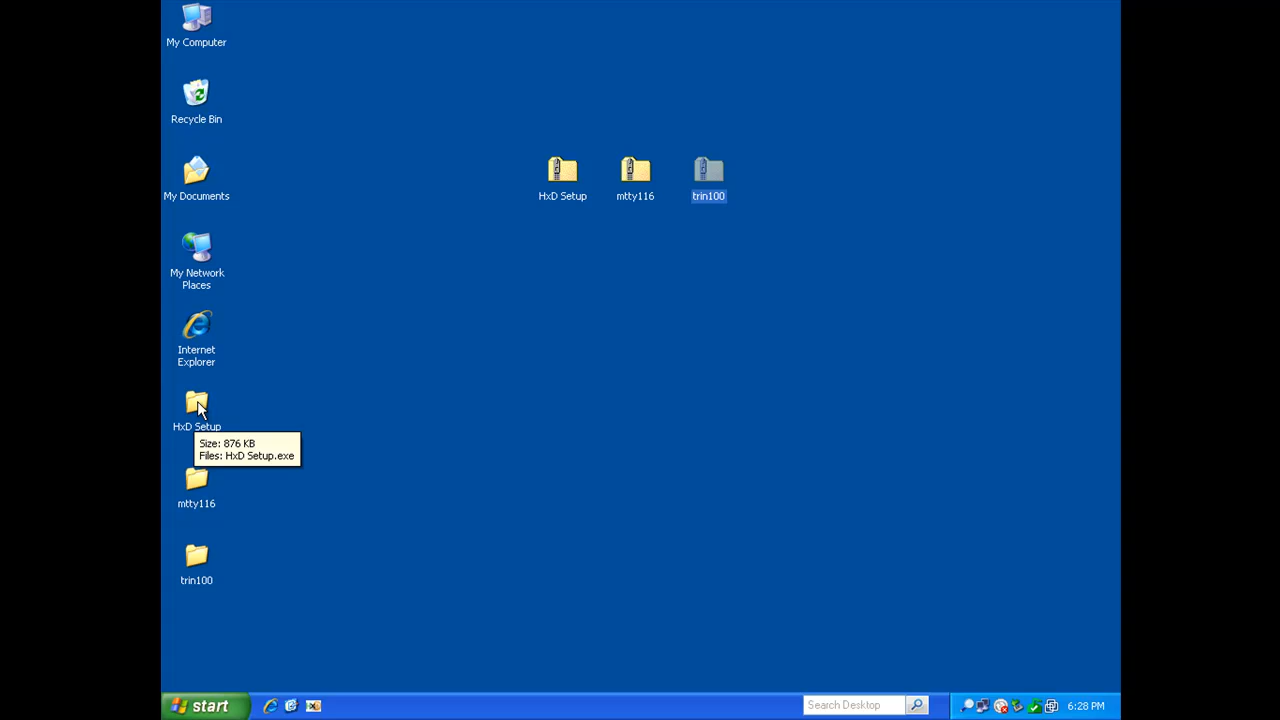 My Computer
Recycle Bin
My Documents
My Network
Places
Internet
Explorer
HxD Setup
Size: 876 KB
Files: HxD Setup.exe
mtty116
trin100
HxD Setup
mtty116
trin100
start
Search Desktop
6:28 PM